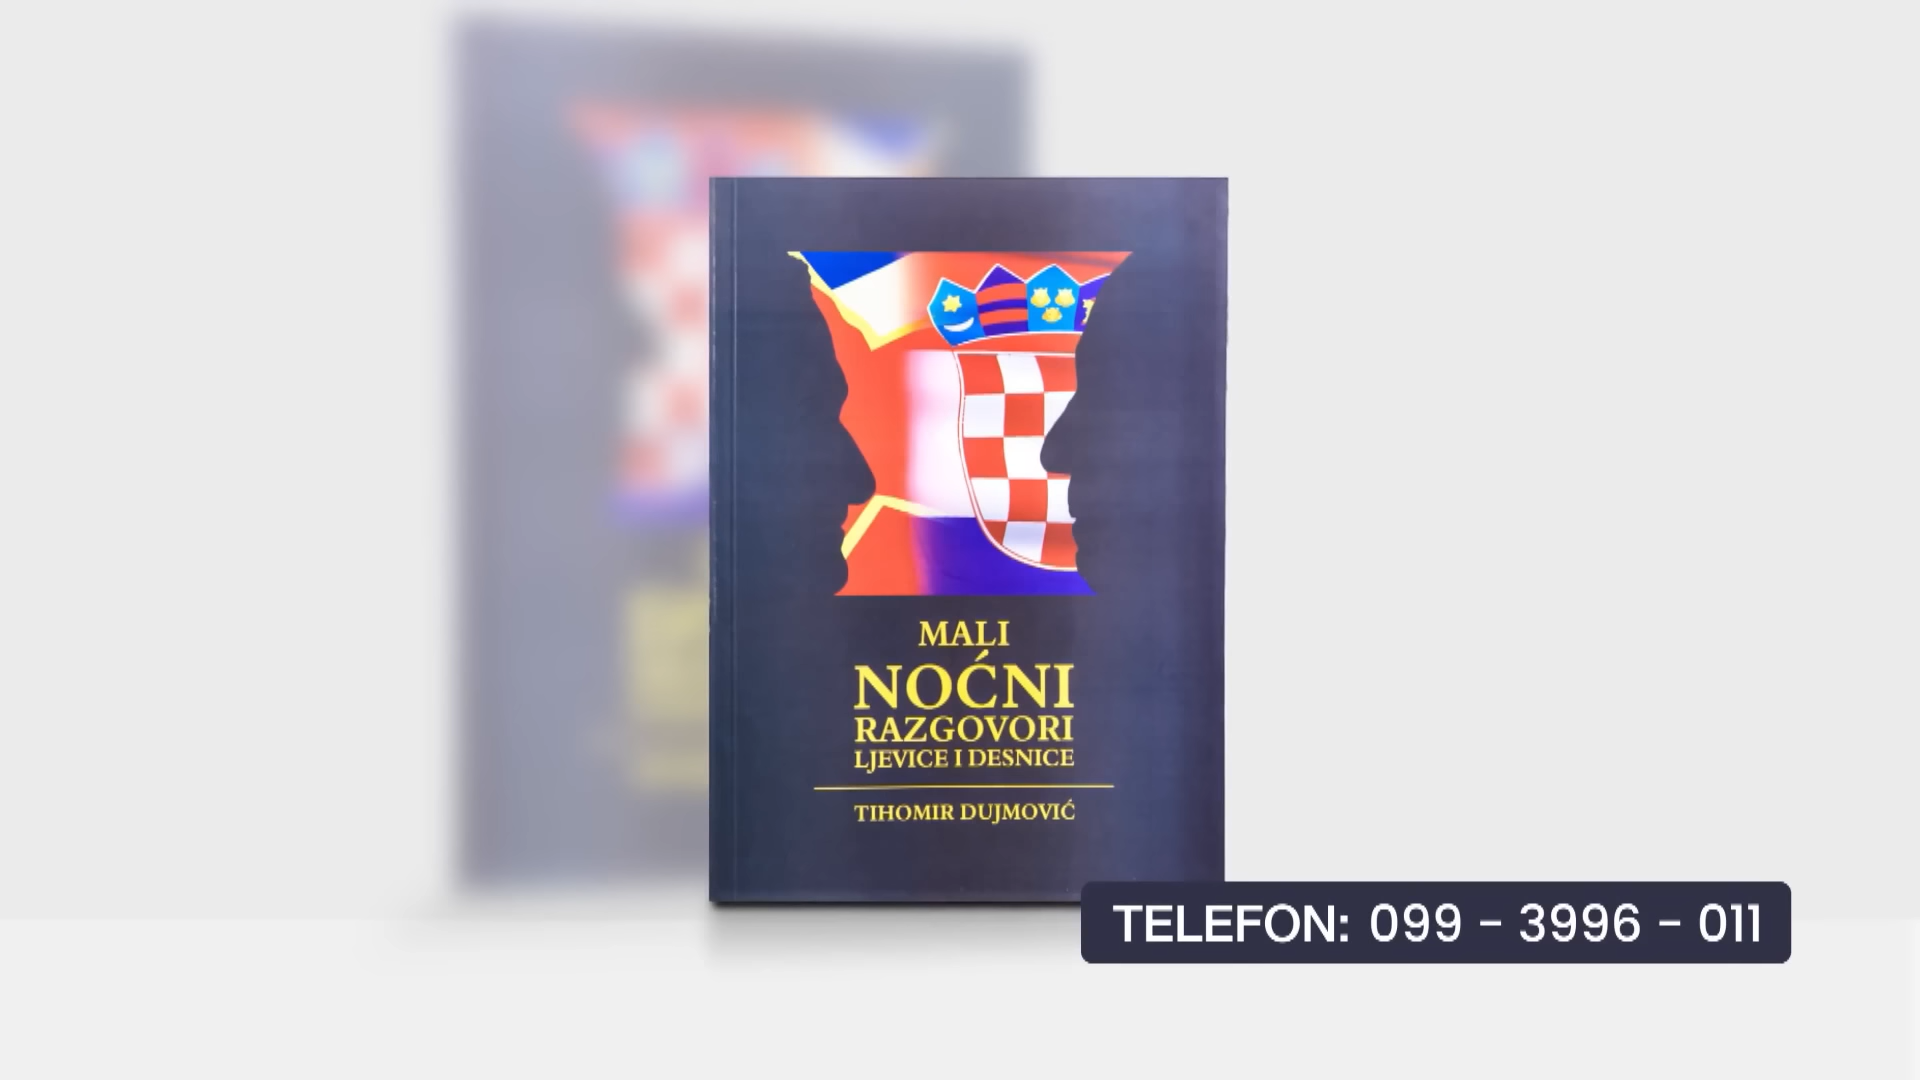 MALI
NOĆNI
RAZGOVORI
LJEVICE I DESNICE
TIHOMIR DUJMOVIĆ
TELEFON: 099 - 3996 - 011